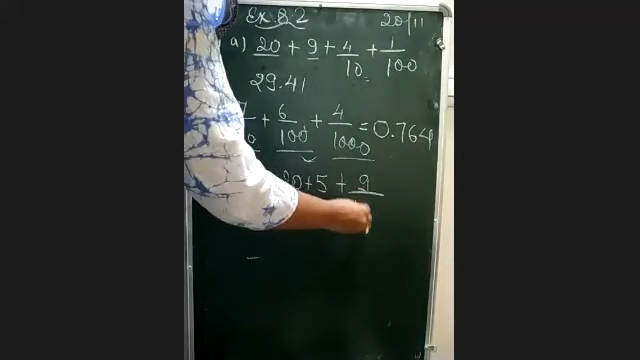 Ex 8.2 20/11
a) 20 + 9 + 4/10 + 1/100
29.41
7/10 + 6/100 + 4/1000 = 0.764
20 + 5 + 9